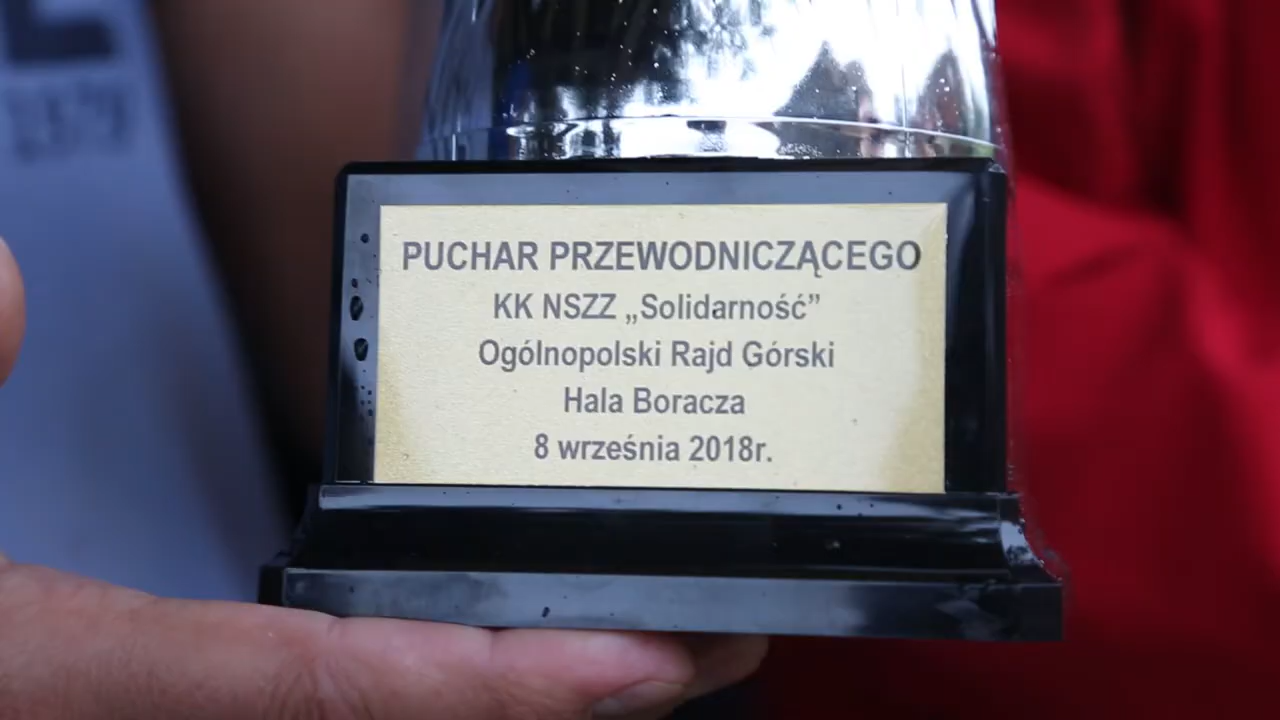 PUCHAR PRZEWODNICZĄCEGO
KK NSZZ „Solidarność”
Ogólnopolski Rajd Górski
Hala Boracza
8 września 2018r.